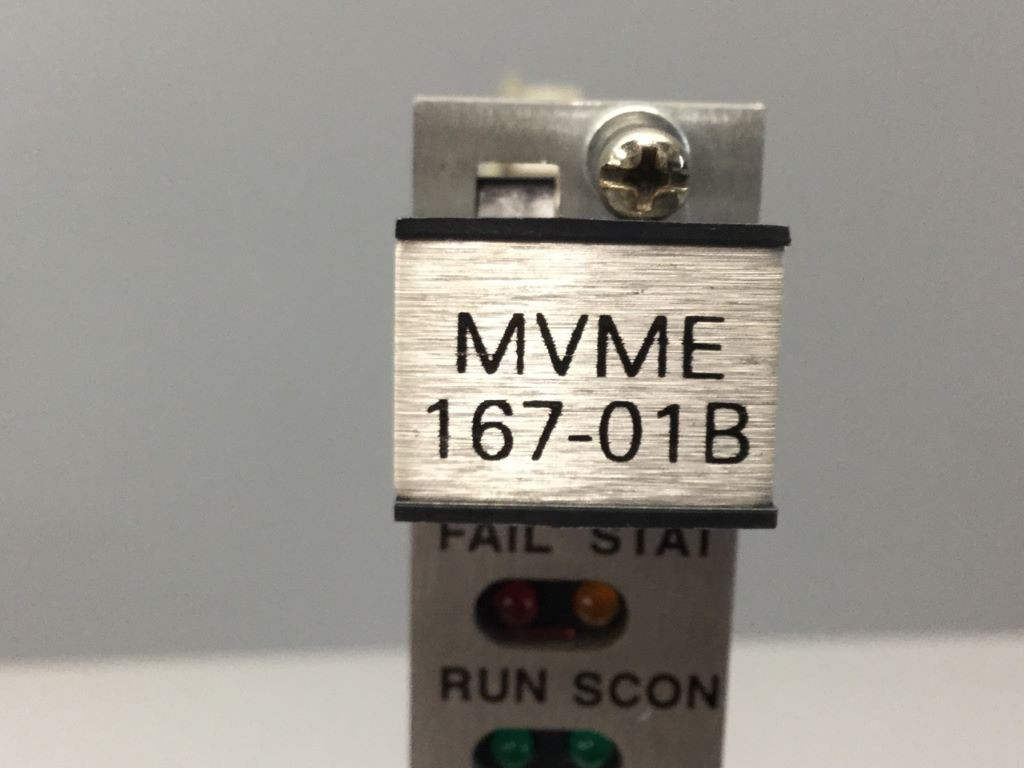 MVME
167-01B
FAIL STAT
RUN SCON